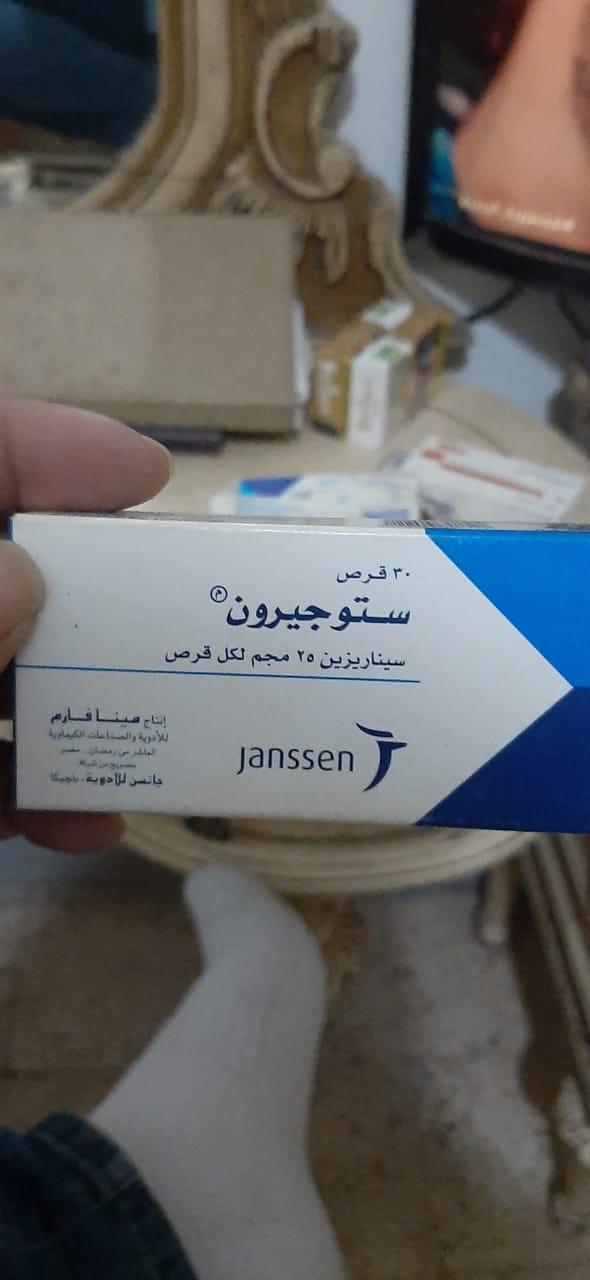 ٣٠ قرص
ستوجيرون م
سيناريزين ٢٥ مجم لكل قرص
إنتاج مينا فارم
للأدوية والصناعات الكيماوية
العاشر من رمضان - مصر
بتصريح من شركة
جانسن للأدوية - بلجيكا
Janssen